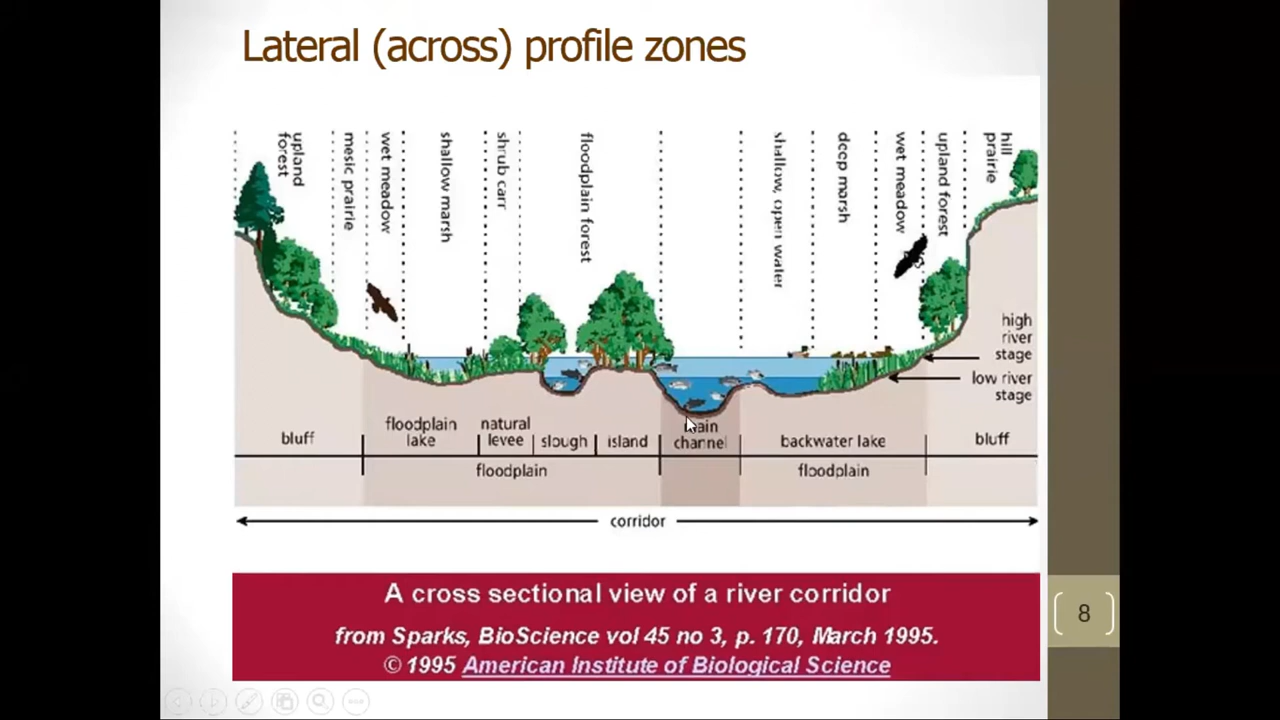 Lateral (across) profile zones
upland
forest
mesic prairie
wet meadow
shallow marsh
shrub carr
floodplain forest
shallow, open water
deep marsh
wet meadow
upland forest
hill
prairie
high
river
stage
low river
stage
bluff
floodplain
lake
natural
levee
slough
island
main
channel
backwater lake
bluff
floodplain
floodplain
corridor
A cross sectional view of a river corridor
from Sparks, BioScience vol 45 no 3, p. 170, March 1995.
© 1995 American Institute of Biological Science
8